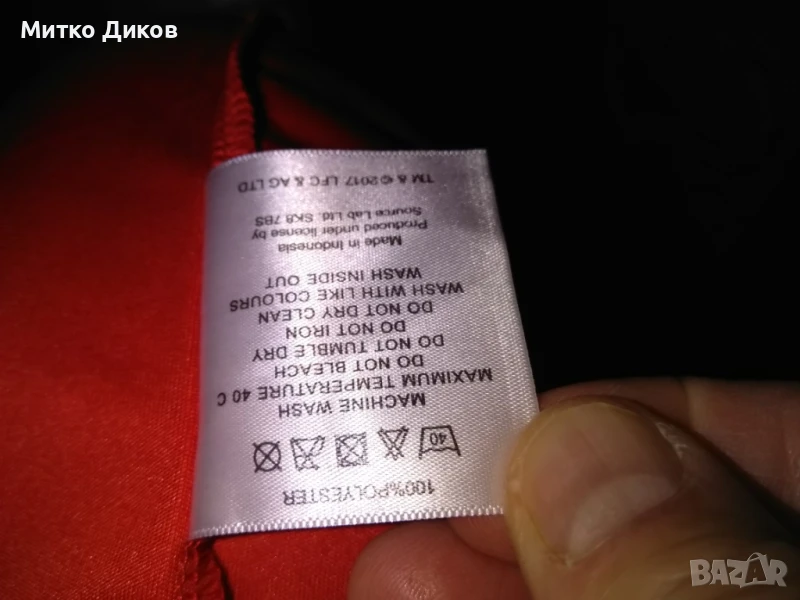 Митко Диков
100%POLYESTER
40
MACHINE WASH
MAXIMUM TEMPERATURE 40 C
DO NOT BLEACH
DO NOT TUMBLE DRY
DO NOT IRON
DO NOT DRY CLEAN
WASH WITH LIKE COLOURS
WASH INSIDE OUT
Made in Indonesia
Produced under license by
Source Lab Ltd. SK8 7BS
TM & © 2017 LFC & AG LTD
BAZAR